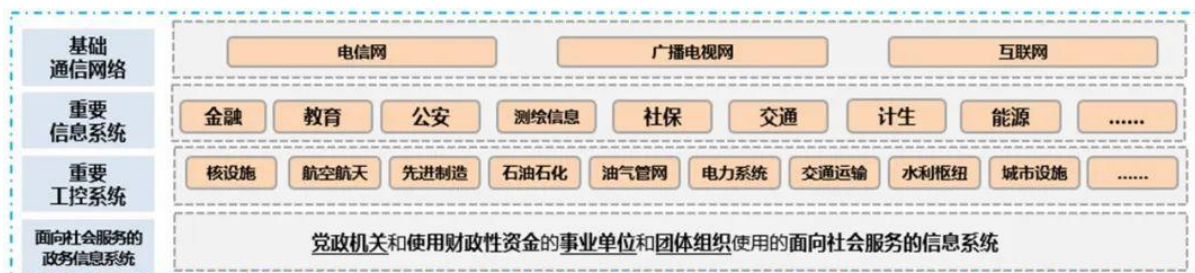 基础
通信网络
电信网 广播电视网 互联网
重要
信息系统
金融 教育 公安 测绘信息 社保 交通 计生 能源 ……
重要
工控系统
核设施 航空航天 先进制造 石油石化 油气管网 电力系统 交通运输 水利枢纽 城市设施 ……
面向社会服务的
政务信息系统
党政机关和使用财政性资金的事业单位和团体组织使用的面向社会服务的信息系统